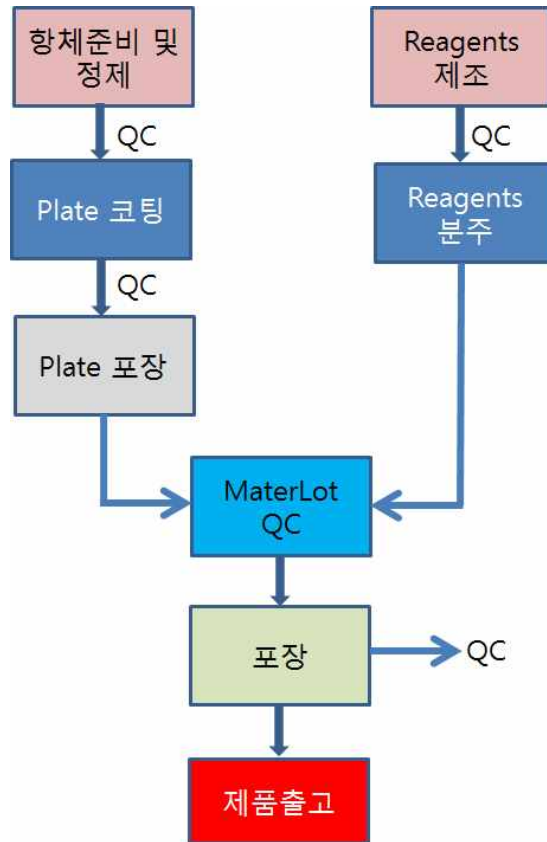 항체준비 및
정제
QC
Plate 코팅
QC
Plate 포장
Reagents
제조
QC
Reagents
분주
MaterLot
QC
포장
QC
제품출고